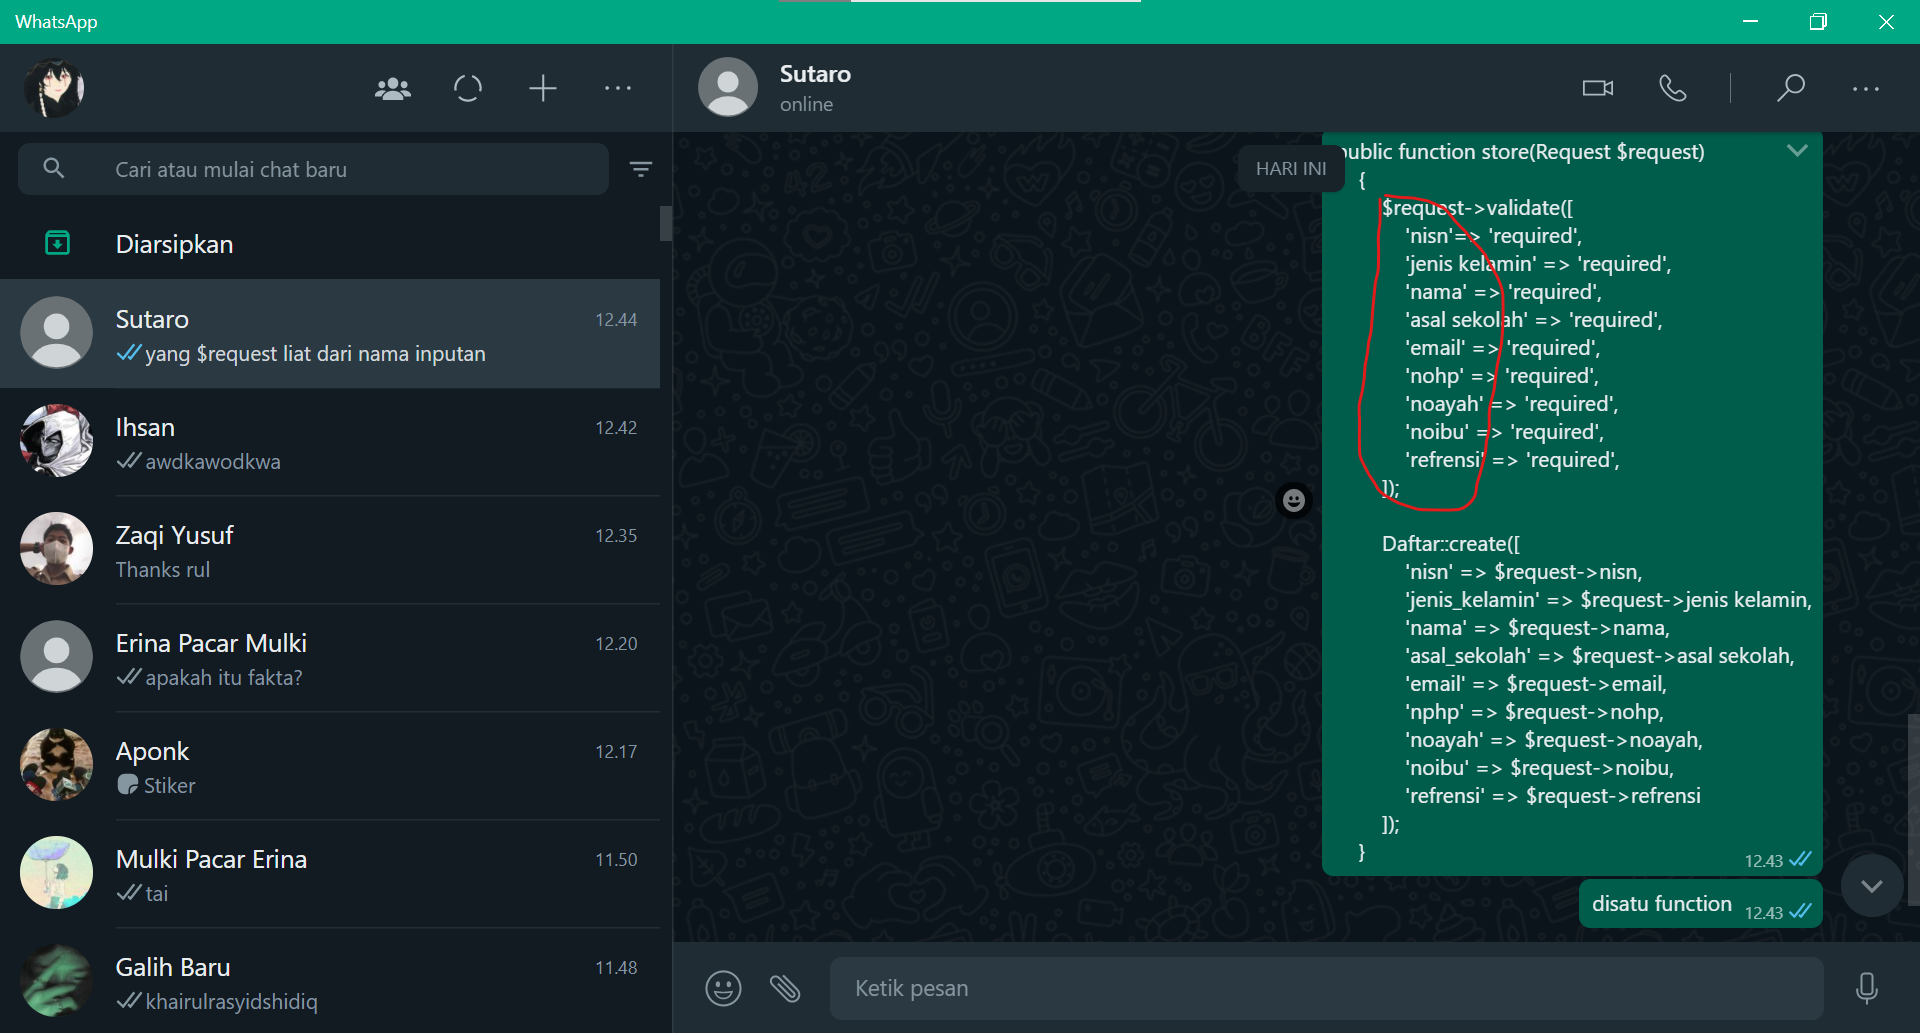 WhatsApp
Cari atau mulai chat baru
Diarsipkan
Sutaro
12.44
yang $request liat dari nama inputan
Ihsan
12.42
awdkawodkwa
Zaqi Yusuf
12.35
Thanks rul
Erina Pacar Mulki
12.20
apakah itu fakta?
Aponk
12.17
Stiker
Mulki Pacar Erina
11.50
tai
Galih Baru
11.48
khairulrasyidshidiq
Sutaro
online
HARI INI
public function store(Request $request)
{
$request->validate([
'nisn'=> 'required',
'jenis kelamin' => 'required',
'nama' => 'required',
'asal sekolah' => 'required',
'email' => 'required',
'nohp' => 'required',
'noayah' => 'required',
'noibu' => 'required',
'refrensi' => 'required',
]);
Daftar::create([
'nisn' => $request->nisn,
'jenis_kelamin' => $request->jenis kelamin,
'nama' => $request->nama,
'asal_sekolah' => $request->asal sekolah,
'email' => $request->email,
'nphp' => $request->nohp,
'noayah' => $request->noayah,
'noibu' => $request->noibu,
'refrensi' => $request->refrensi
]);
}
12.43
disatu function
12.43
Ketik pesan